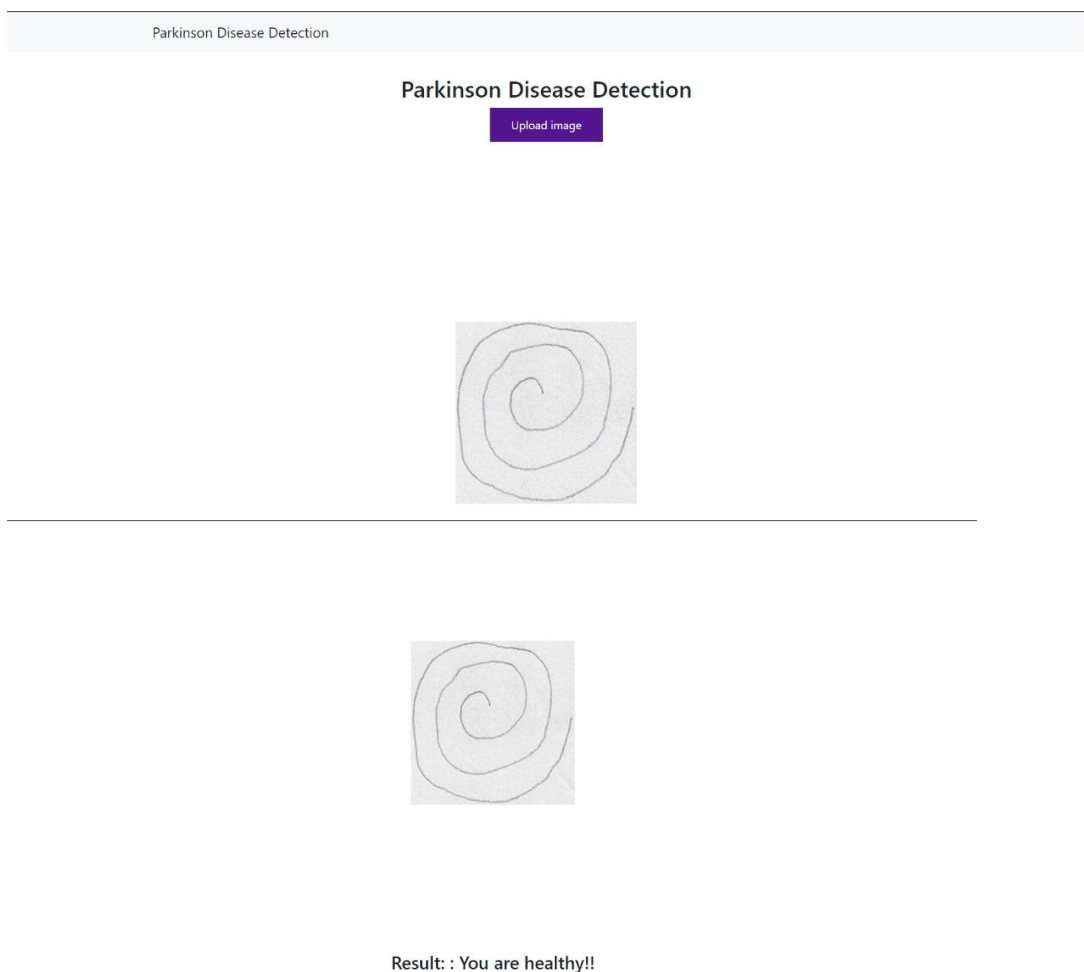 Parkinson Disease Detection
Parkinson Disease Detection
Upload image
Result: : You are healthy!!